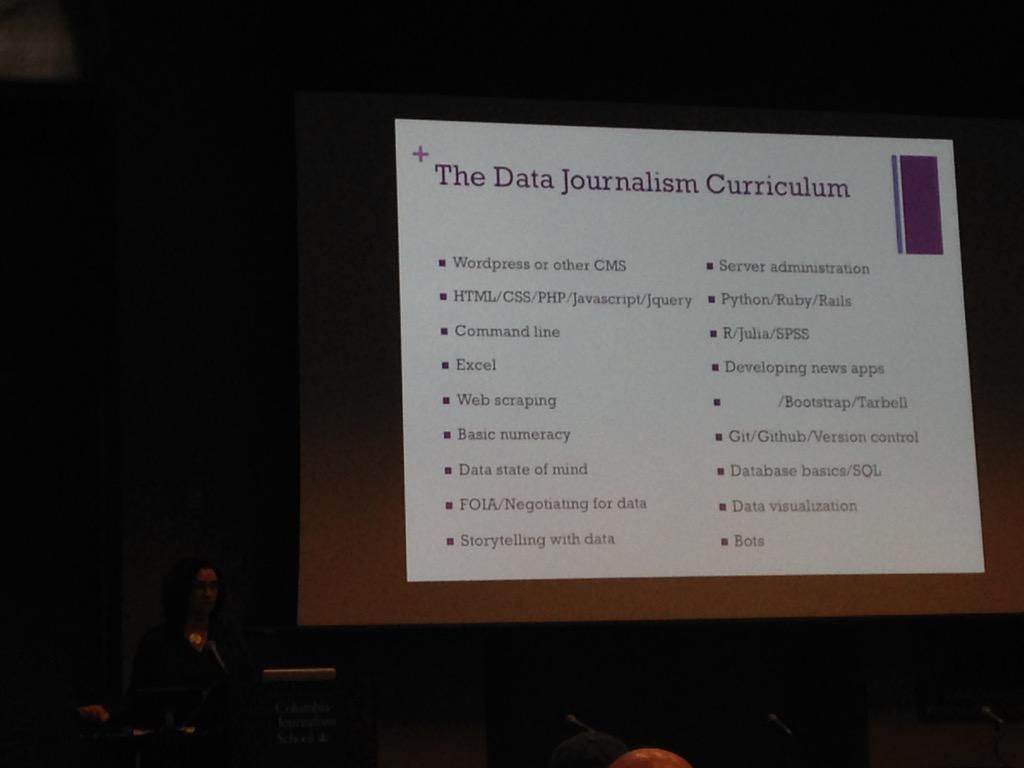 +
The Data Journalism Curriculum
■ Wordpress or other CMS
■ HTML/CSS/PHP/Javascript/Jquery
■ Command line
■ Excel
■ Web scraping
■ Basic numeracy
■ Data state of mind
■ FOIA/Negotiating for data
■ Storytelling with data
■ Server administration
■ Python/Ruby/Rails
■ R/Julia/SPSS
■ Developing news apps
■ /Bootstrap/Tarbell
■ Git/Github/Version control
■ Database basics/SQL
■ Data visualization
■ Bots
Columbia
Journalism
School